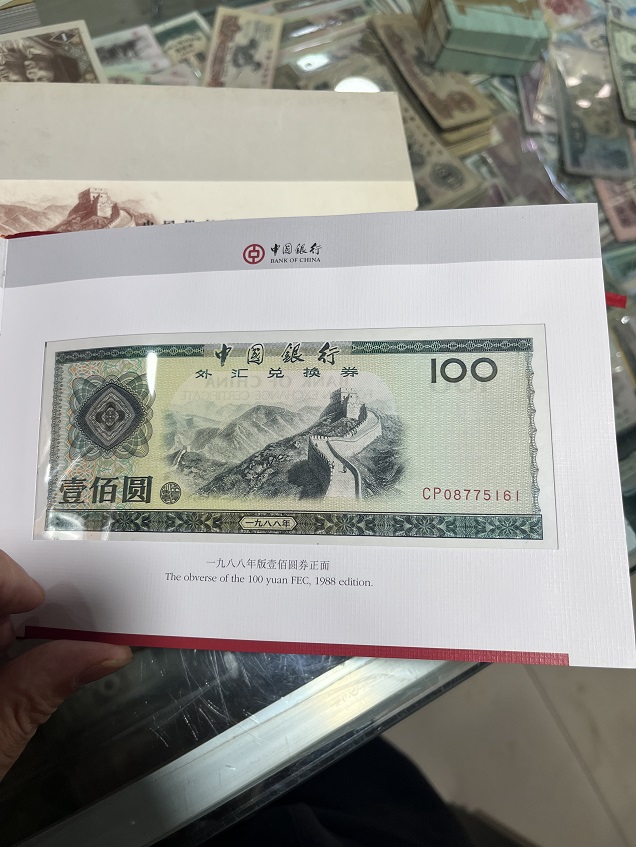 中国银行
BANK OF CHINA
中国银行
外汇兑换券
100
壹佰圆
CP08775161
一九八八年
一九八八年版壹佰圆券正面
The obverse of the 100 yuan FEC, 1988 edition.